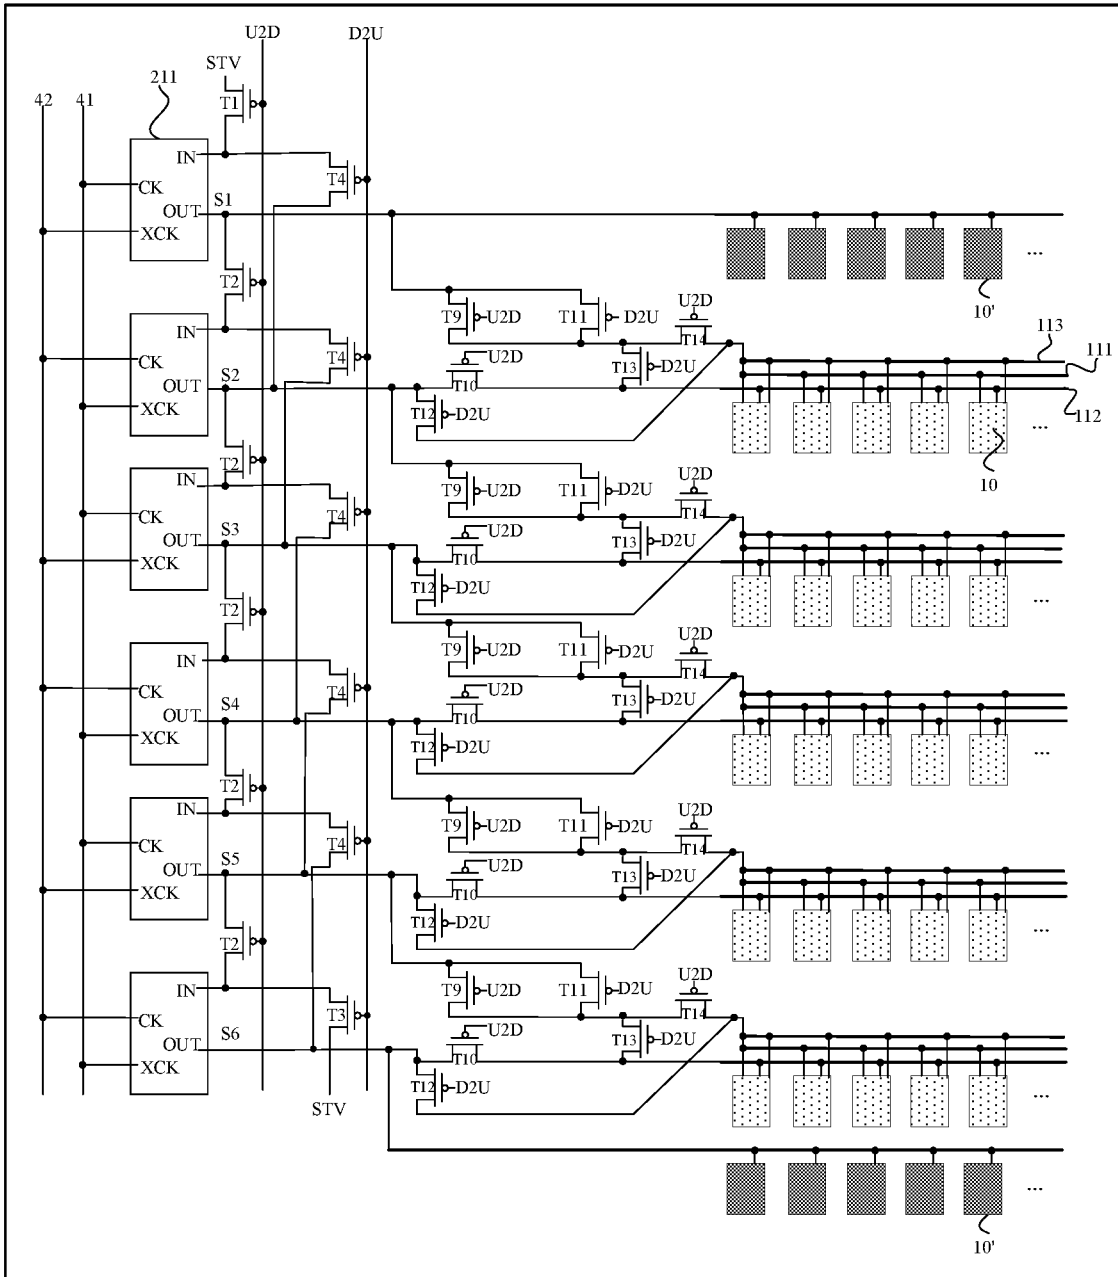 U2D D2U
STV
42 41 211 T1
IN
CK T4
OUT S1
XCK
...
T2 10'
U2D
IN T9 U2D T11 D2U T14 113
T4 111
CK U2D T13 D2U
OUT S2 T10 112
XCK T12 D2U ...
T2 U2D 10
IN T9 U2D T11 D2U T14
CK T4 U2D
OUT S3 T10 T13 D2U
XCK T12 D2U ...
T2
U2D
IN T9 U2D T11 D2U T14
CK T4 U2D
OUT S4 T10 T13 D2U
XCK T12 D2U ...
T2
U2D
IN T9 U2D T11 D2U T14
CK T4 U2D
OUT S5 T10 T13 D2U
XCK T12 D2U ...
T2
U2D
IN T9 U2D T11 D2U T14
CK T3 U2D
OUT S6 T10 T13 D2U
XCK T12 D2U ...
STV
...
10'